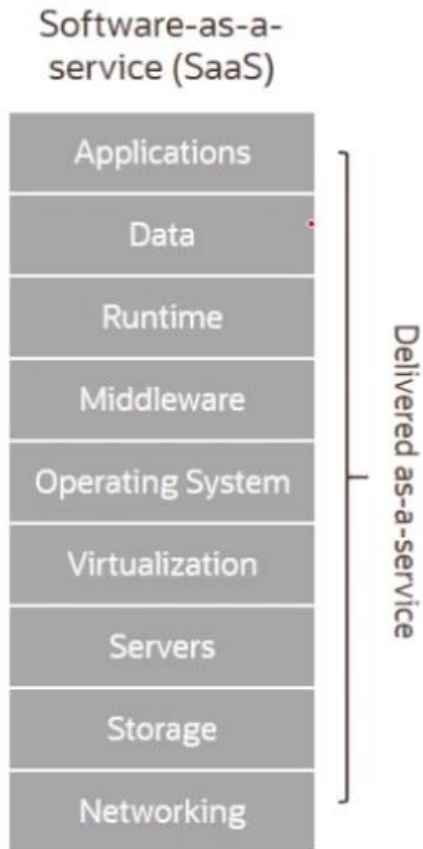 Software-as-a-
service (SaaS)
Applications
Data
Runtime
Middleware
Operating System
Virtualization
Servers
Storage
Networking
Delivered as-a-service